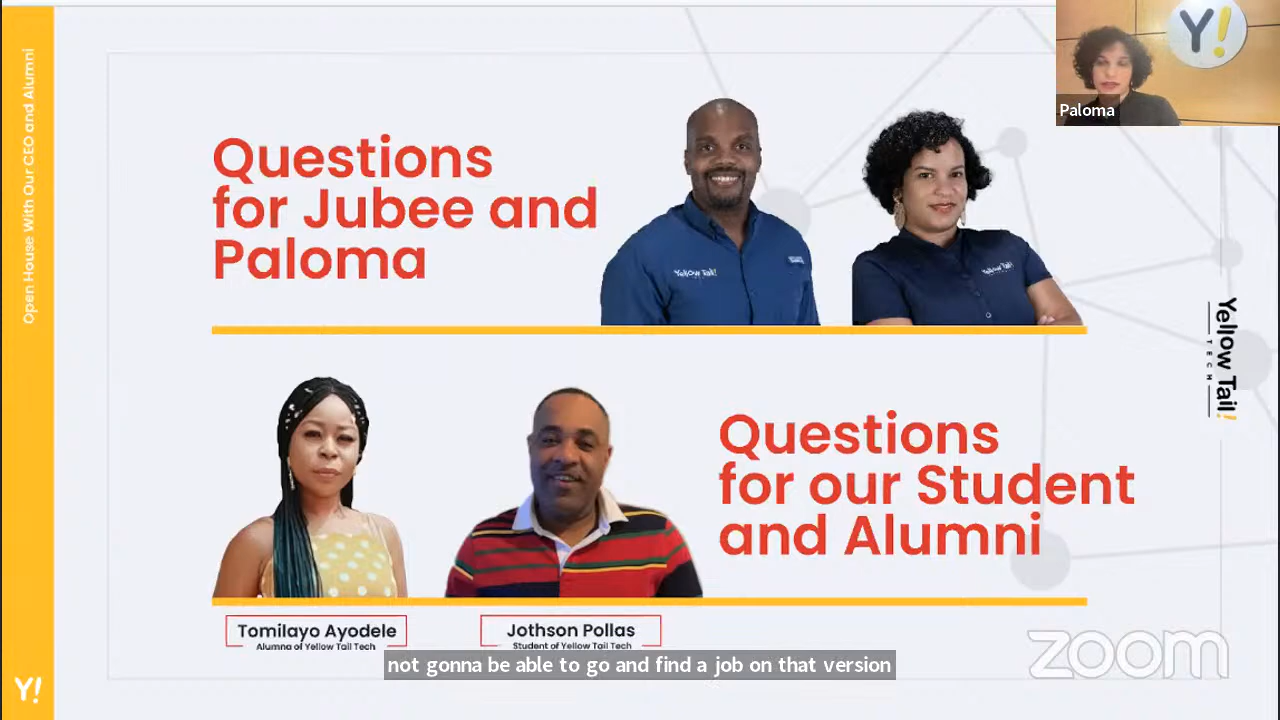 Open House With Our CEO and Alumni
Y!
Y!
Paloma
Questions
for Jubee and
Paloma
Yellow Tail!
Yellow Tail!
Yellow Tail!
TECH
Questions
for our Student
and Alumni
Tomilayo Ayodele
Alumna of Yellow Tail Tech
Jothson Pollas
Student of Yellow Tail Tech
not gonna be able to go and find a job on that version
zoom